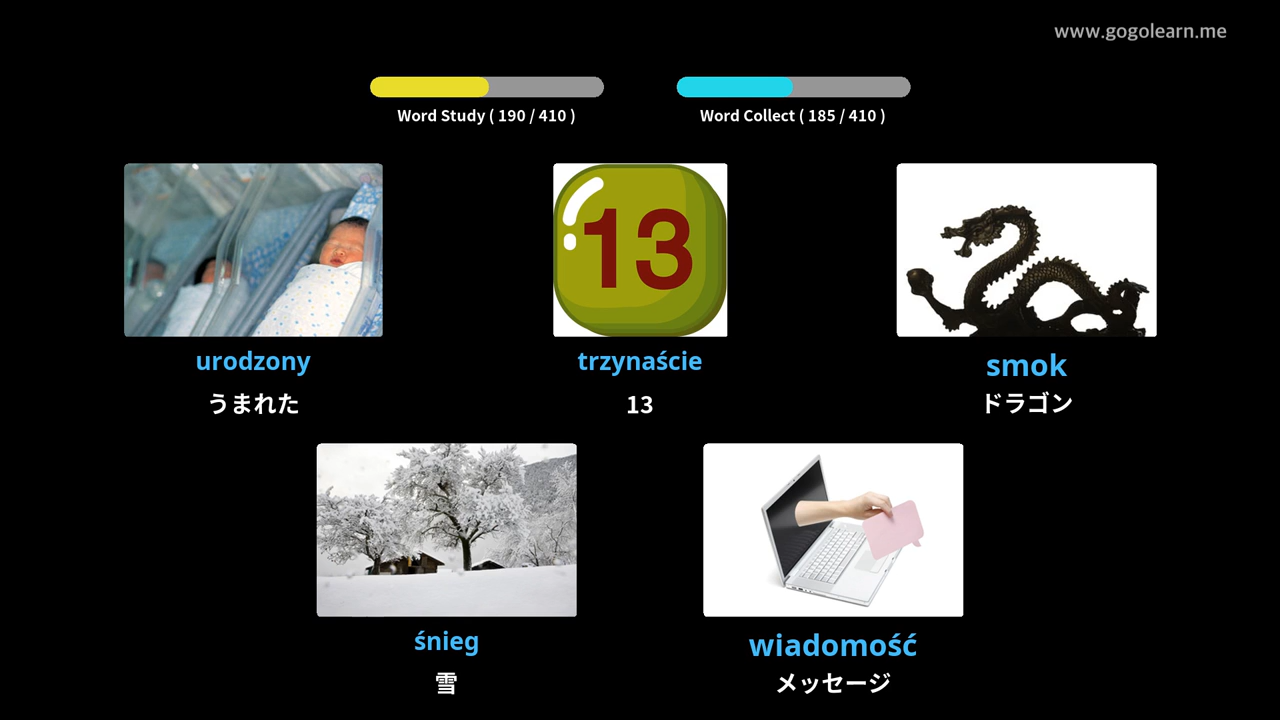 www.gogolearn.me
Word Study ( 190 / 410 )
Word Collect ( 185 / 410 )
13
urodzony
trzynaście
smok
うまれた
13
ドラゴン
śnieg
wiadomość
雪
メッセージ